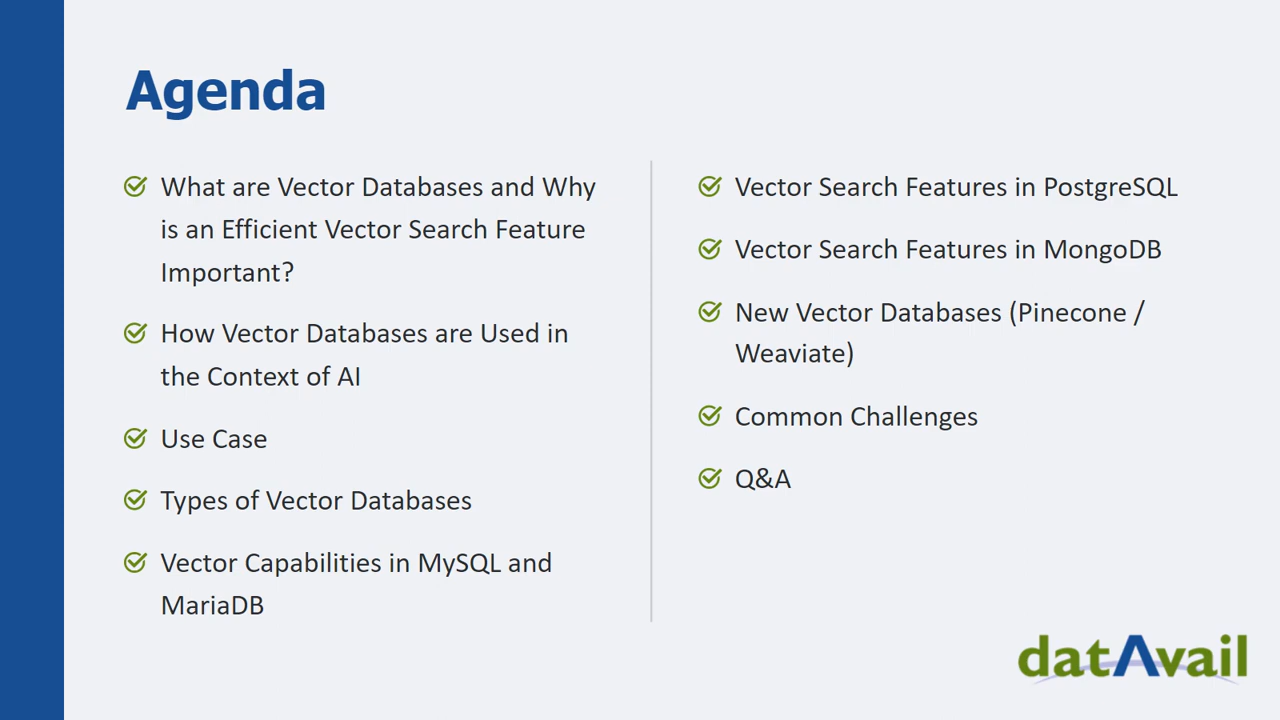 Agenda
What are Vector Databases and Why
is an Efficient Vector Search Feature
Important?
How Vector Databases are Used in
the Context of AI
Use Case
Types of Vector Databases
Vector Capabilities in MySQL and
MariaDB
Vector Search Features in PostgreSQL
Vector Search Features in MongoDB
New Vector Databases (Pinecone /
Weaviate)
Common Challenges
Q&A
datAvail